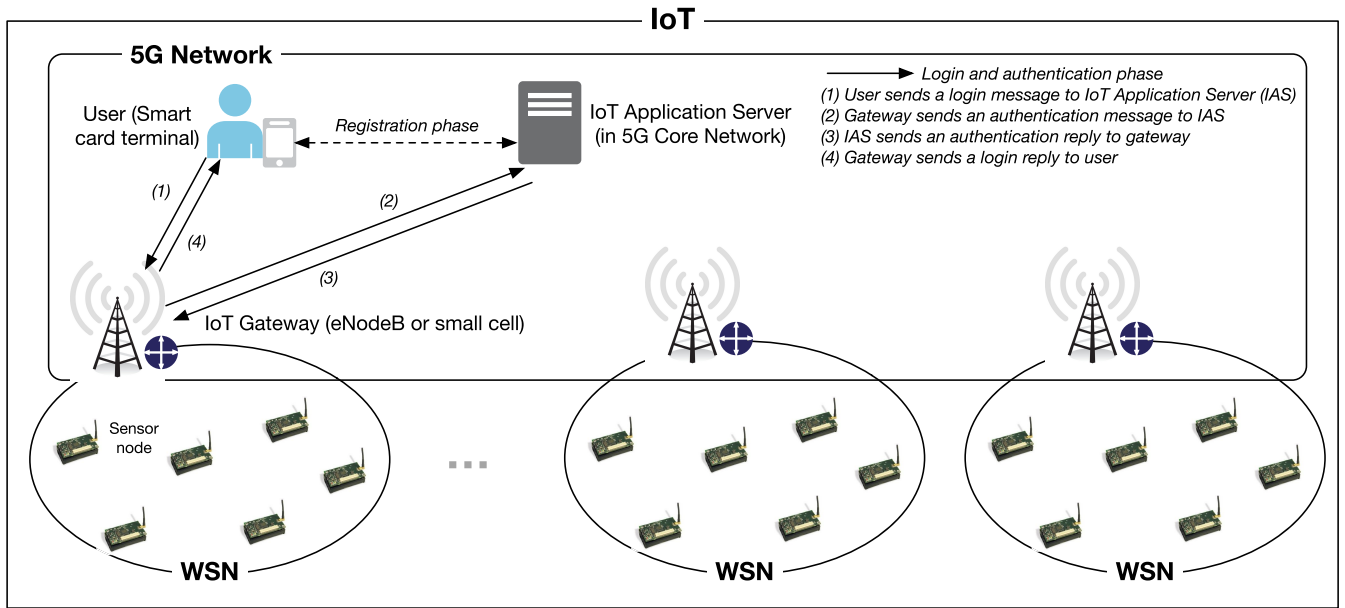 IoT
5G Network
User (Smart
card terminal)
Registration phase
IoT Application Server
(in 5G Core Network)
Login and authentication phase
(1) User sends a login message to IoT Application Server (IAS)
(2) Gateway sends an authentication message to IAS
(3) IAS sends an authentication reply to gateway
(4) Gateway sends a login reply to user
(1)
(4)
(2)
(3)
IoT Gateway (eNodeB or small cell)
Sensor
node
...
WSN
WSN
WSN